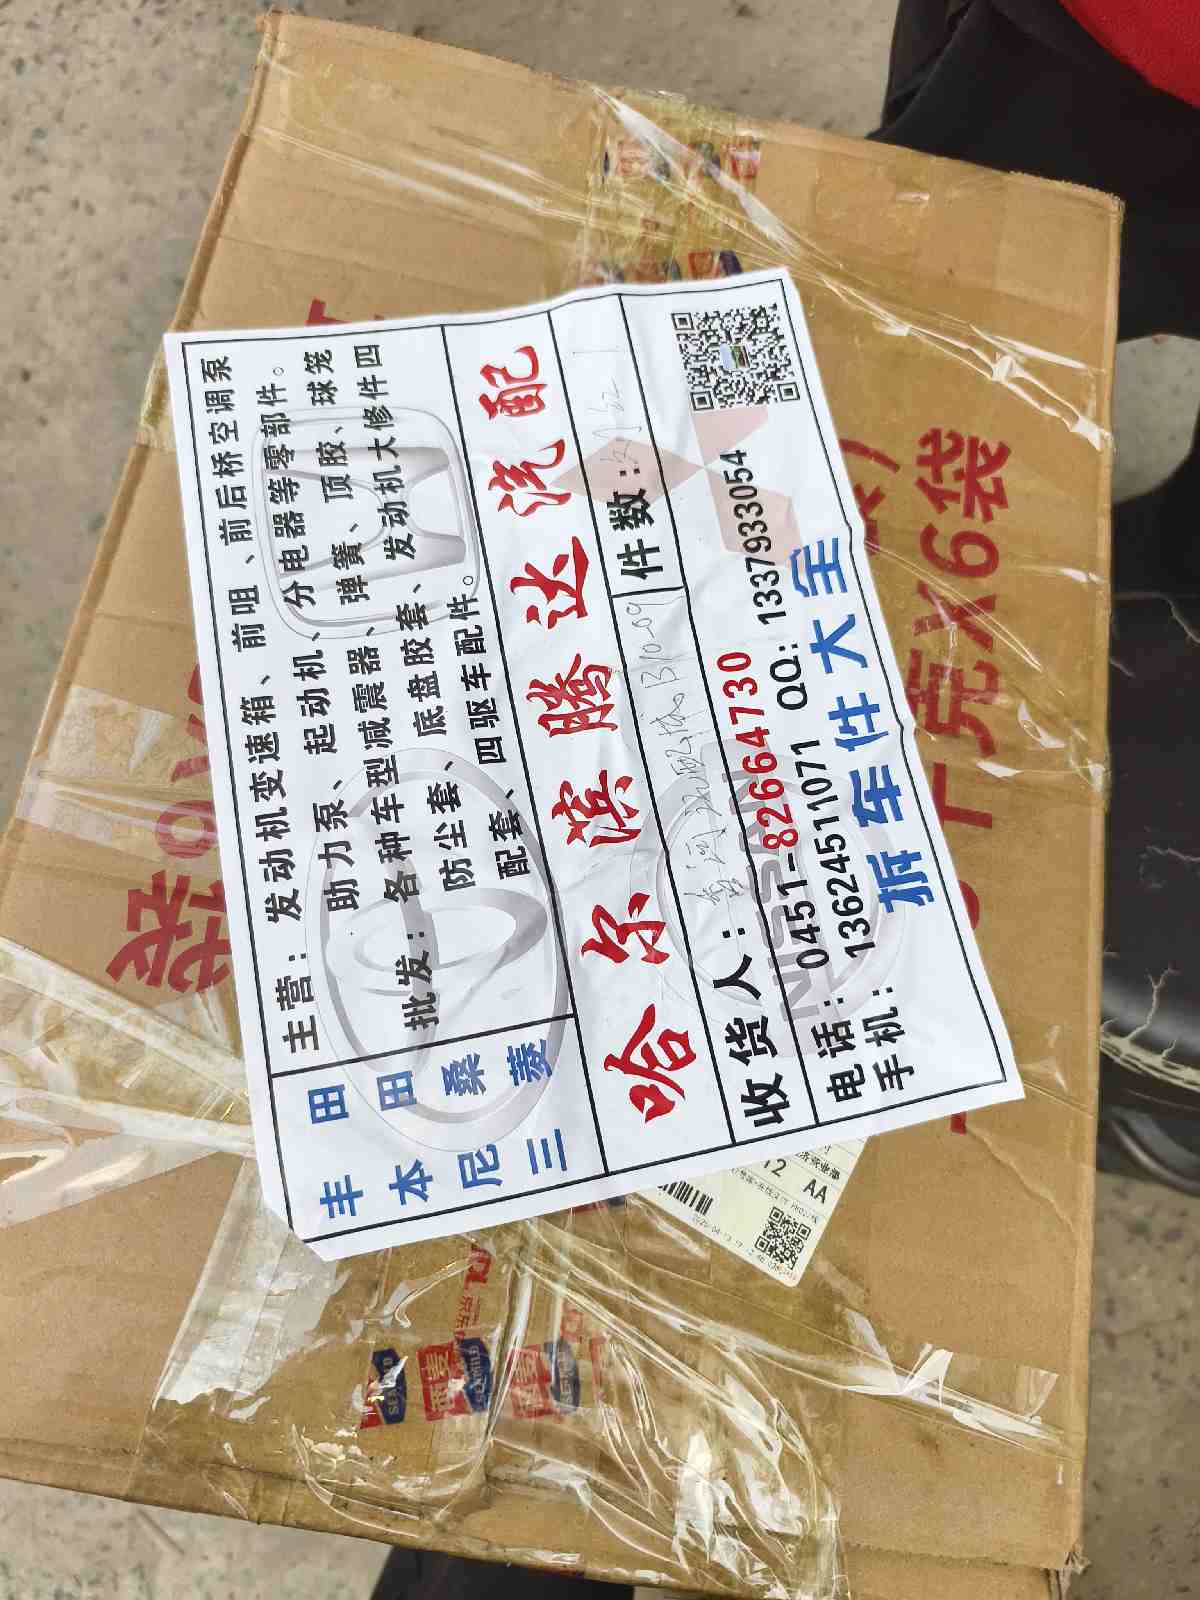 丰田
本田
尼桑
三菱
主营：发动机变速箱、前咀、前后桥空调泵
助力泵、起动机、分电器等零部件。
批发：各种车型减震器、弹簧、顶胶、球笼
防尘套、底盘胶套、发动机大修件四
配套、四驱车配件。
哈尔滨腾达汽配
收货人：
件数：
电话：0451-82664730
手机：13624511071 QQ：1337933054
拆车件大全
12 AA
克X6袋
袋